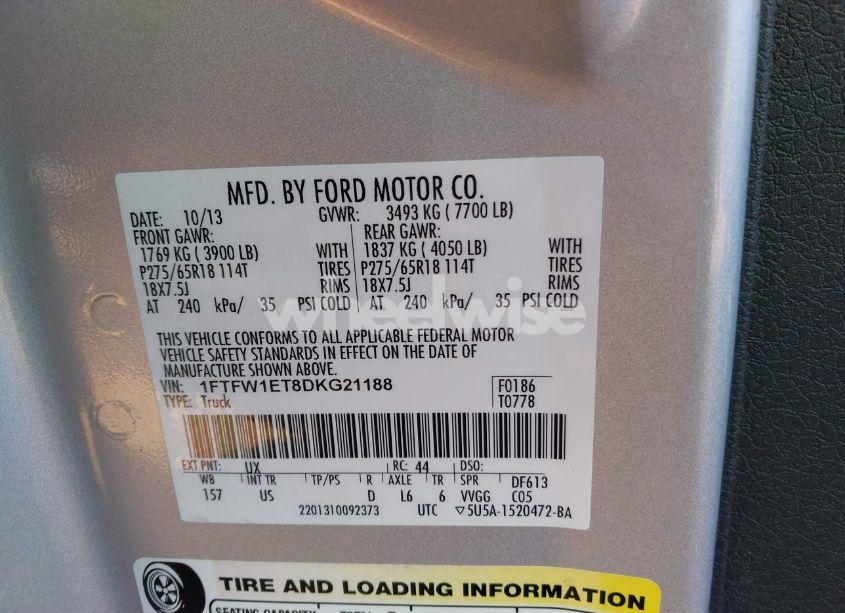 MFD. BY FORD MOTOR CO.
DATE: 10/13 GVWR: 3493 KG ( 7700 LB)
FRONT GAWR: REAR GAWR:
1769 KG ( 3900 LB) WITH 1837 KG ( 4050 LB) WITH
P275/65R18 114T TIRES P275/65R18 114T TIRES
18X7.5J RIMS 18X7.5J RIMS
AT 240 kPa/ 35 PSI COLD AT 240 kPa/ 35 PSI COLD
wheelwise
THIS VEHICLE CONFORMS TO ALL APPLICABLE FEDERAL MOTOR
VEHICLE SAFETY STANDARDS IN EFFECT ON THE DATE OF
MANUFACTURE SHOWN ABOVE.
VIN: 1FTFW1ET8DKG21188 F0186
TYPE: Truck T0778
EXT PNT: UX RC: 44 DSO:
WB INT TR TP/PS R AXLE TR SPR DF613
157 US D L6 6 VVGG C05
2201310092373 UTC ▽5U5A-1520472-BA
TIRE AND LOADING INFORMATION
SEATING CAPACITY